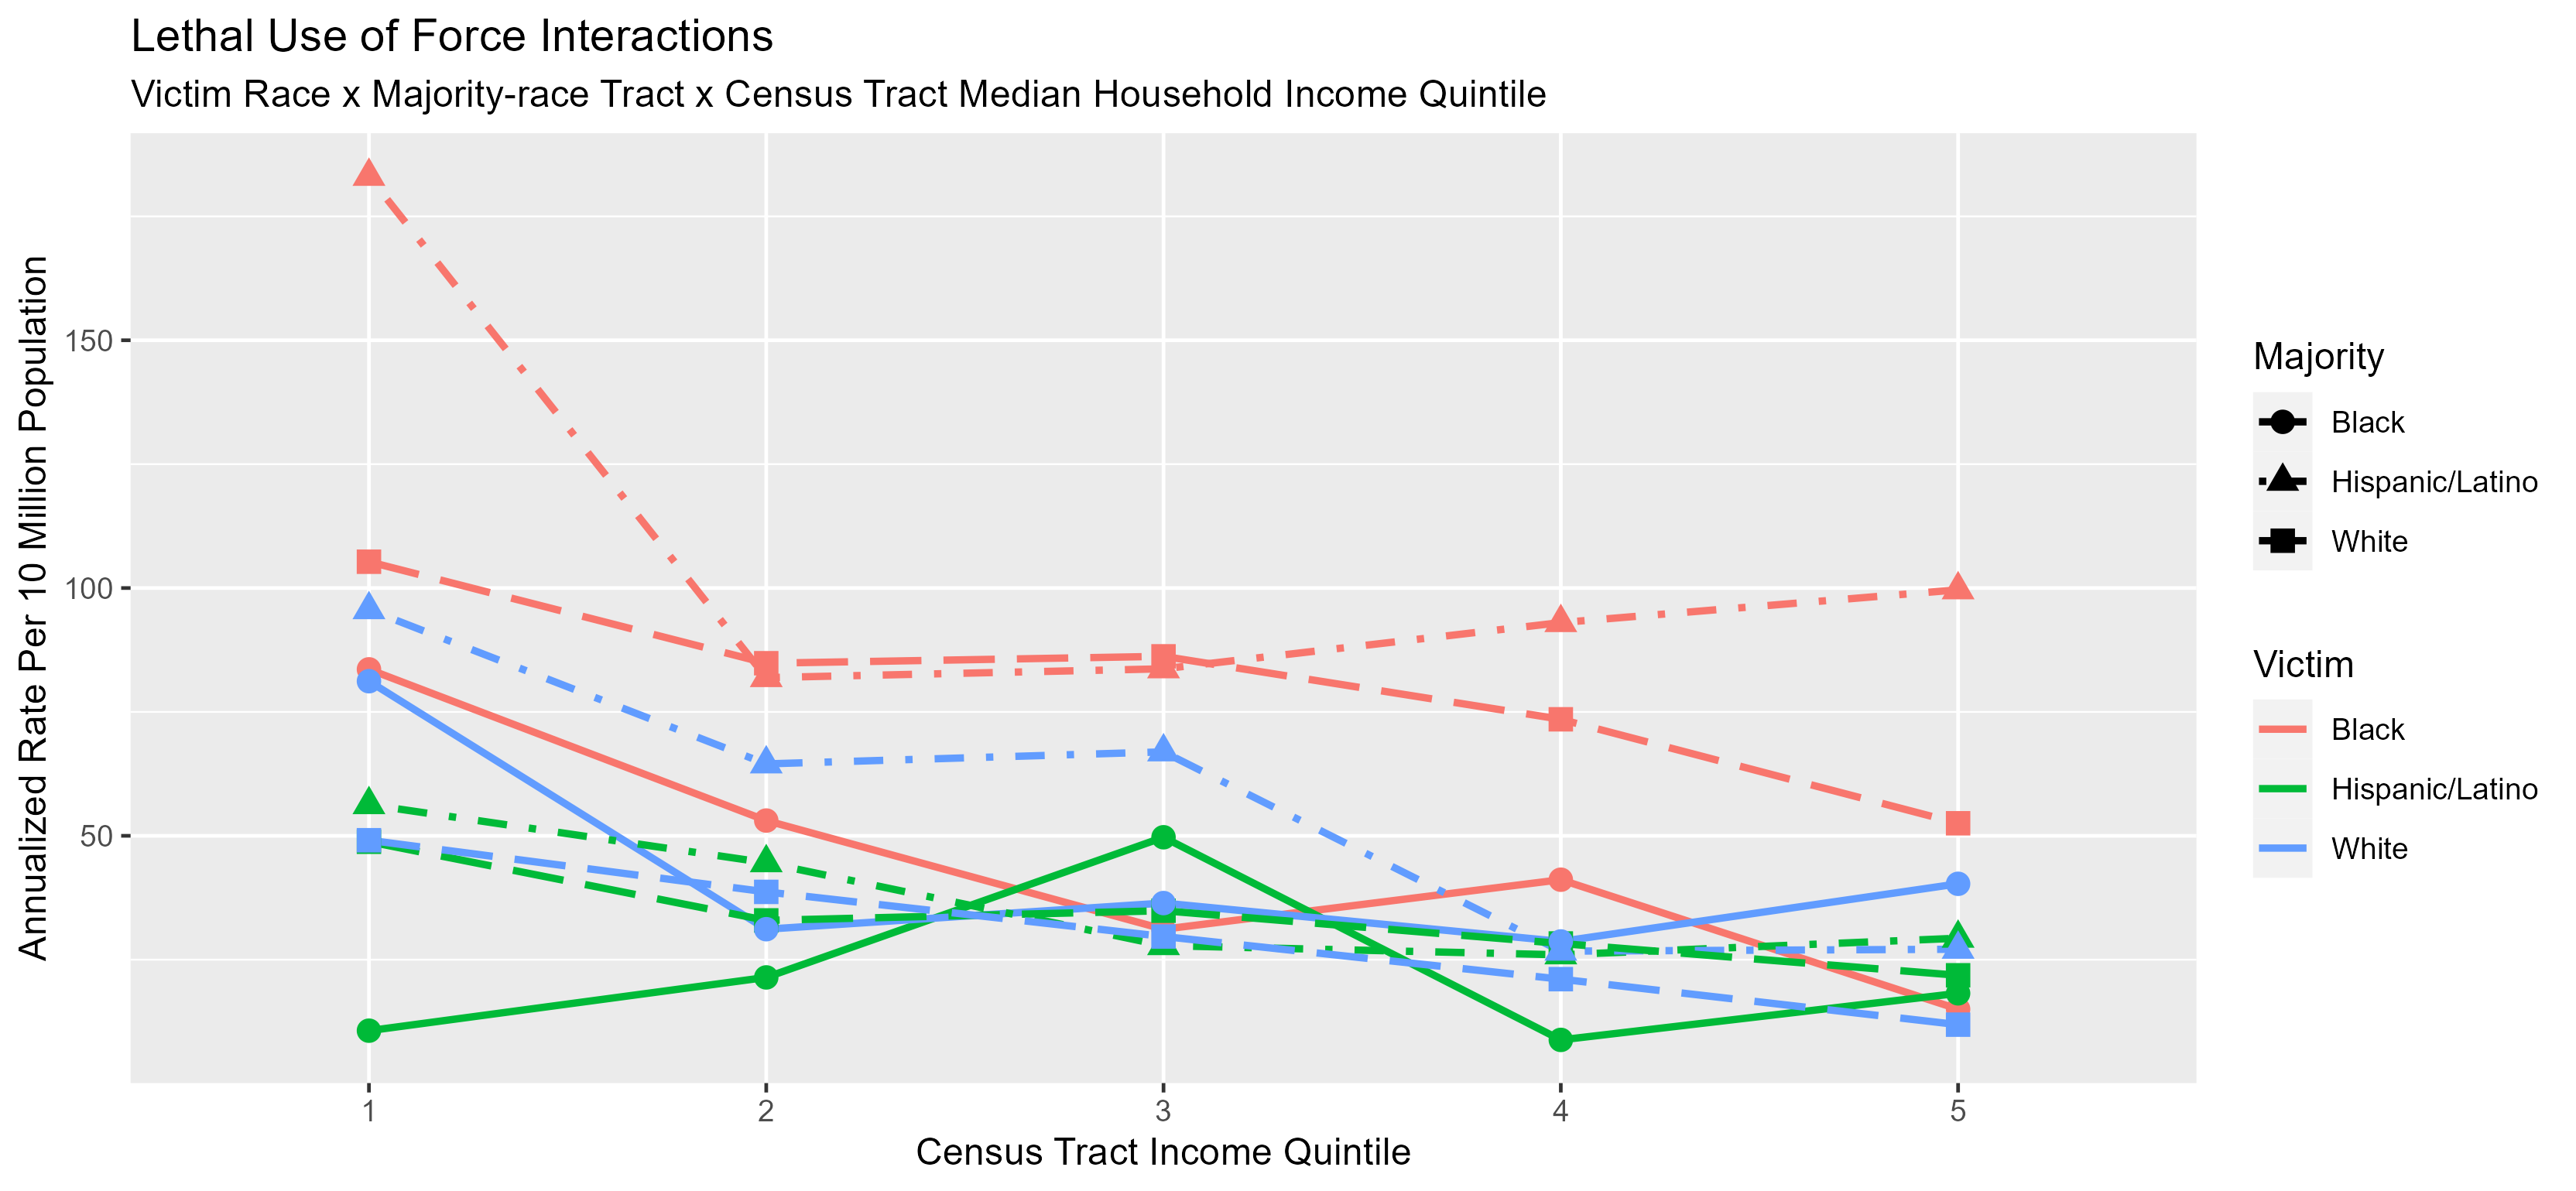 Lethal Use of Force Interactions
Victim Race x Majority-race Tract x Census Tract Median Household Income Quintile
Annualized Rate Per 10 Million Population
150
100
50
1 2 3 4 5
Census Tract Income Quintile
Majority
Black
Hispanic/Latino
White
Victim
Black
Hispanic/Latino
White